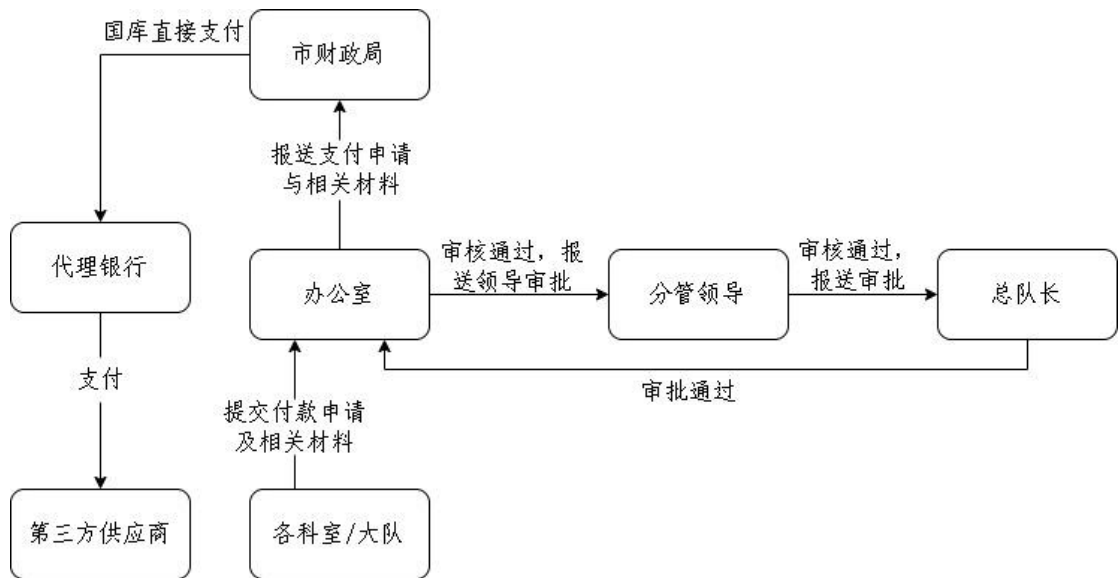 国库直接支付
市财政局
报送支付申请
与相关材料
代理银行
办公室
审核通过，报
送领导审批
分管领导
审核通过，
报送审批
总队长
支付
审批通过
提交付款申请
及相关材料
第三方供应商
各科室/大队